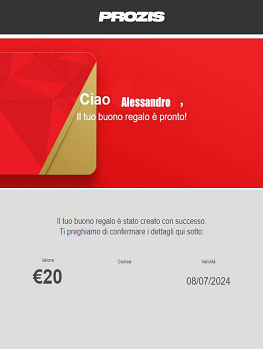 PROZIS
Ciao Alessandro ,
Il tuo buono regalo è pronto!
Il tuo buono regalo è stato creato con successo.
Ti preghiamo di confermare i dettagli qui sotto:
Valore Codice Validità
€20 08/07/2024